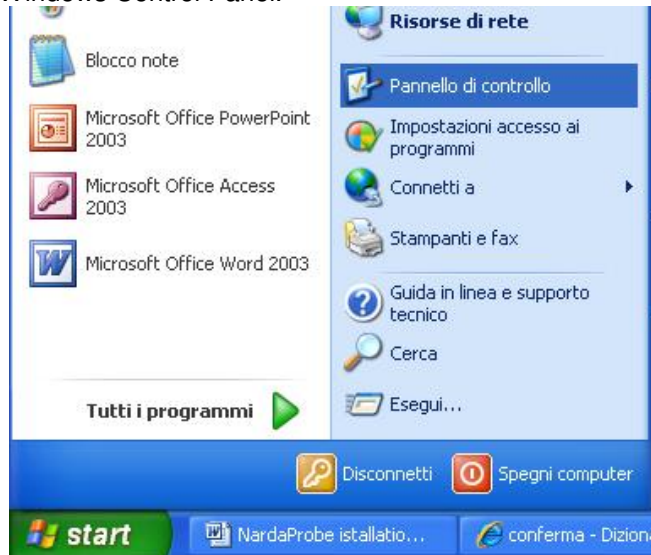 Windows Control Panel.
Blocco note
Microsoft Office PowerPoint
2003
Microsoft Office Access
2003
Microsoft Office Word 2003
Tutti i programmi
Risorse di rete
Pannello di controllo
Impostazioni accesso ai
programmi
Connetti a
Stampanti e fax
Guida in linea e supporto
tecnico
Cerca
Esegui...
Disconnetti
Spegni computer
start
NardaProbe istallatio...
conferma - Diziona